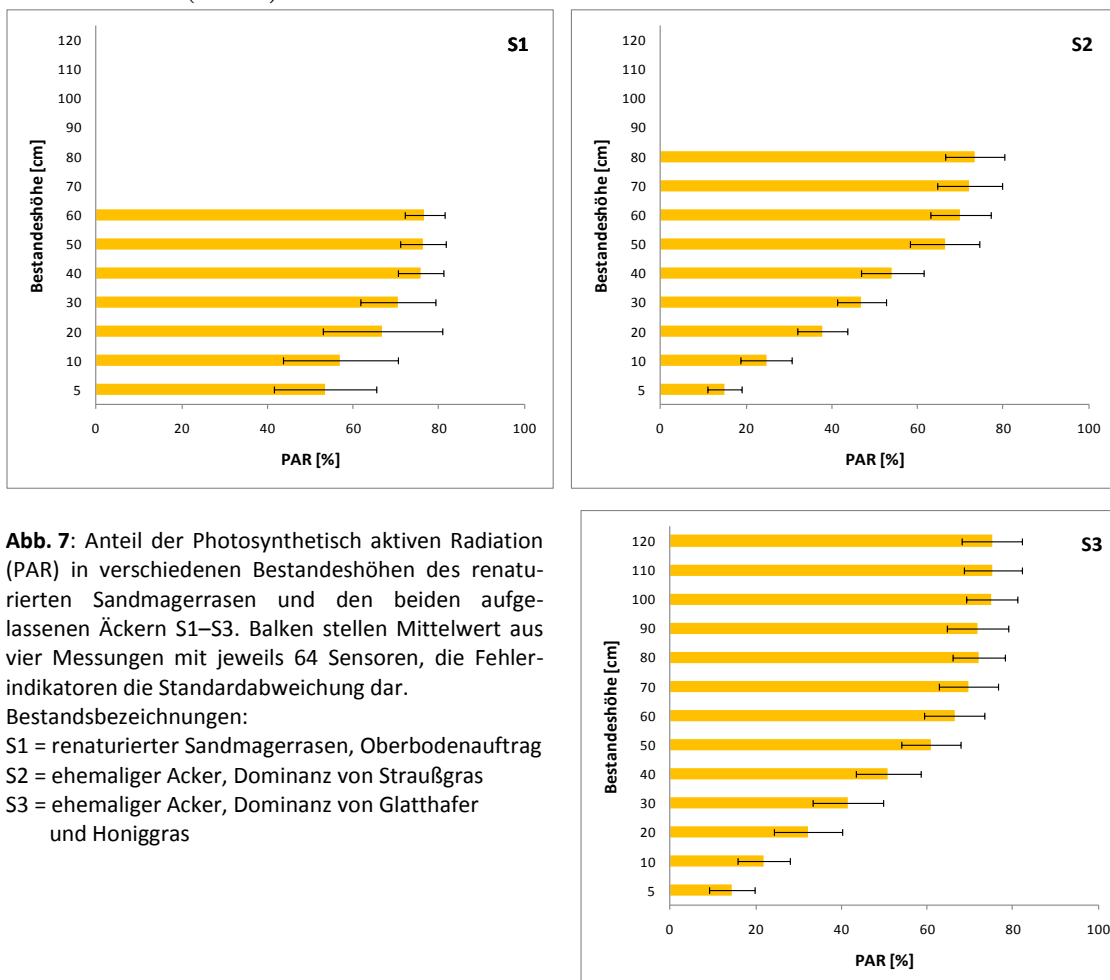 S1
120
110
100
90
80
70
60
50
40
30
20
10
5
Bestandeshöhe [cm]
0 20 40 60 80 100
PAR [%]
S2
120
110
100
90
80
70
60
50
40
30
20
10
5
Bestandeshöhe [cm]
0 20 40 60 80 100
PAR [%]
Abb. 7: Anteil der Photosynthetisch aktiven Radiation
(PAR) in verschiedenen Bestandeshöhen des renatu-
rierten Sandmagerrasen und den beiden aufge-
lassenen Äckern S1–S3. Balken stellen Mittelwert aus
vier Messungen mit jeweils 64 Sensoren, die Fehler-
indikatoren die Standardabweichung dar.
Bestandsbezeichnungen:
S1 = renaturierter Sandmagerrasen, Oberbodenauftrag
S2 = ehemaliger Acker, Dominanz von Straußgras
S3 = ehemaliger Acker, Dominanz von Glatthafer
und Honiggras
S3
120
110
100
90
80
70
60
50
40
30
20
10
5
Bestandeshöhe [cm]
0 20 40 60 80 100
PAR [%]